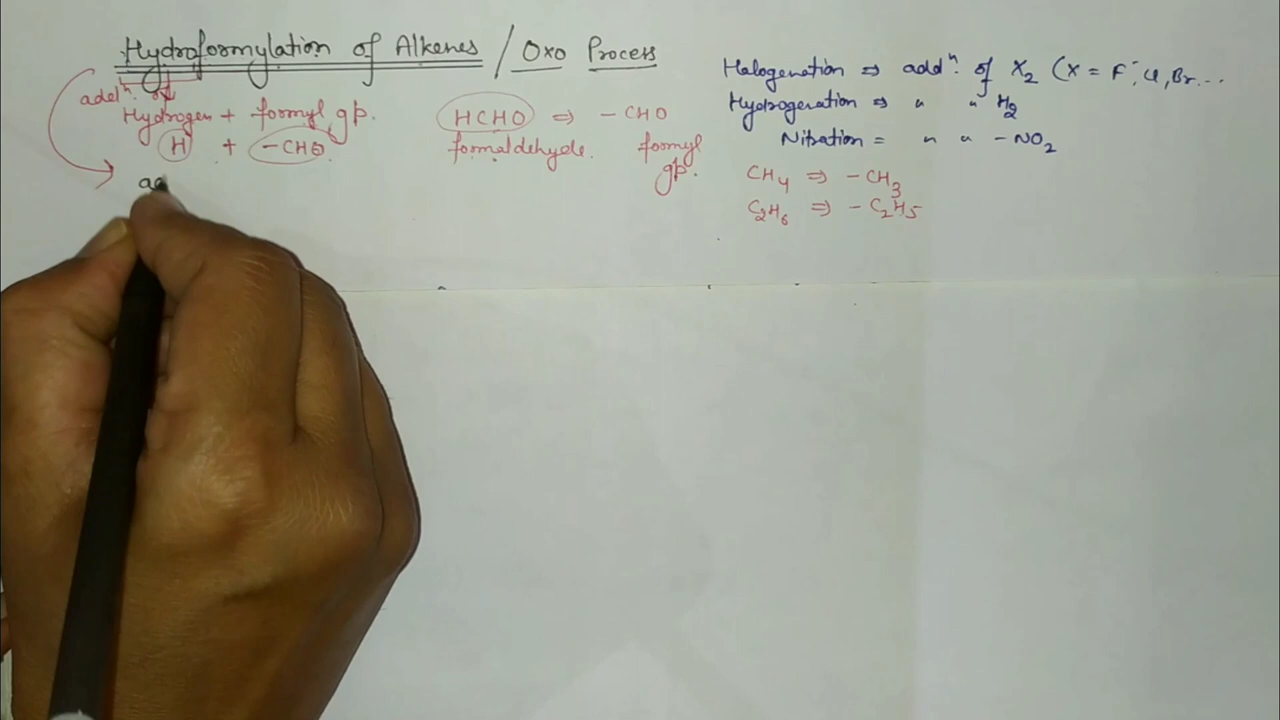 Hydroformylation of Alkenes / Oxo Process
addⁿ. of
Hydrogen + formyl gp.
H + -CHO
ad
HCHO ⇒ -CHO
formaldehyde. formyl gp.
Halogenation ⇒ addⁿ. of X₂ (X = F, Cl, Br...
Hydrogenation ⇒ " " H₂
Nitration = " " -NO₂
CH₄ ⇒ -CH₃
C₂H₆ ⇒ -C₂H₅